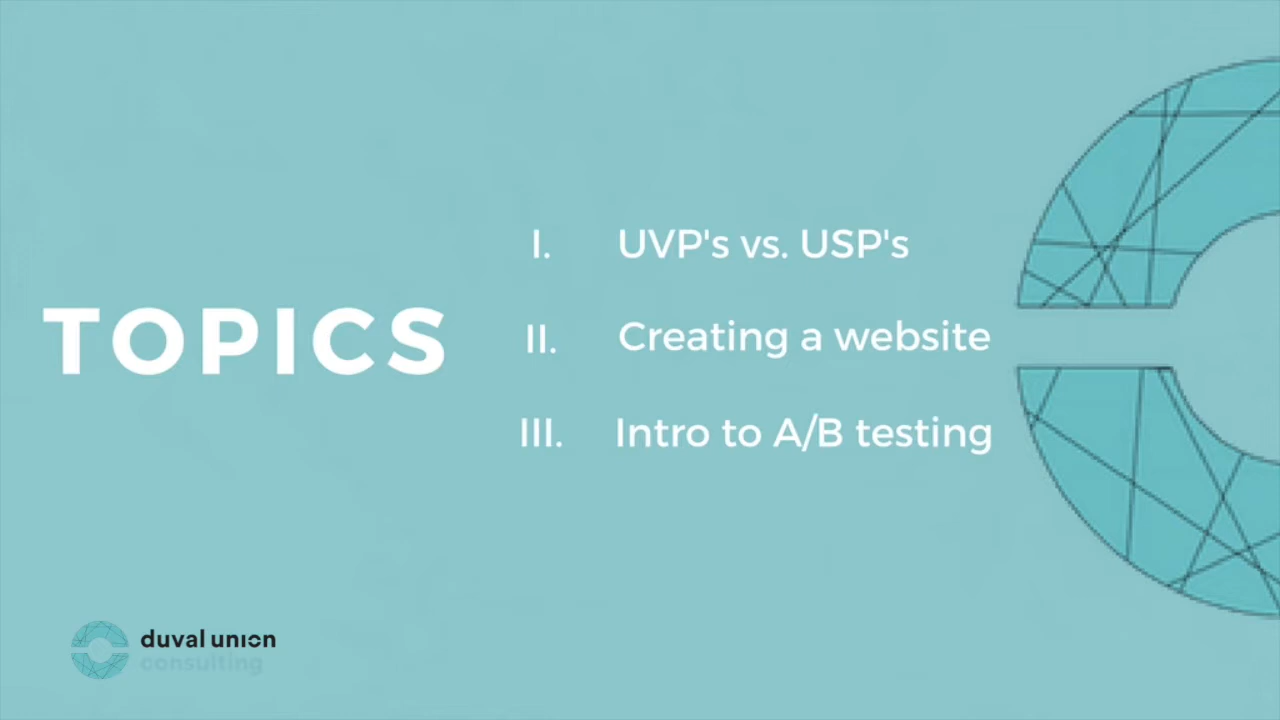 TOPICS
I. UVP's vs. USP's
II. Creating a website
III. Intro to A/B testing
duval union
consulting